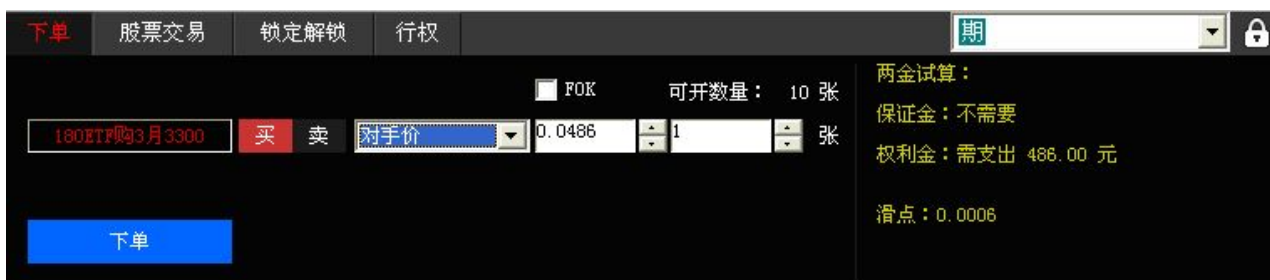 下单 股票交易 锁定解锁 行权 期
两金试算：
FOK 可开数量： 10 张
保证金：不需要
180ETF购3月3300 买 卖 对手价 0.0486 1 张
权利金：需支出 486.00 元
滑点：0.0006
下单